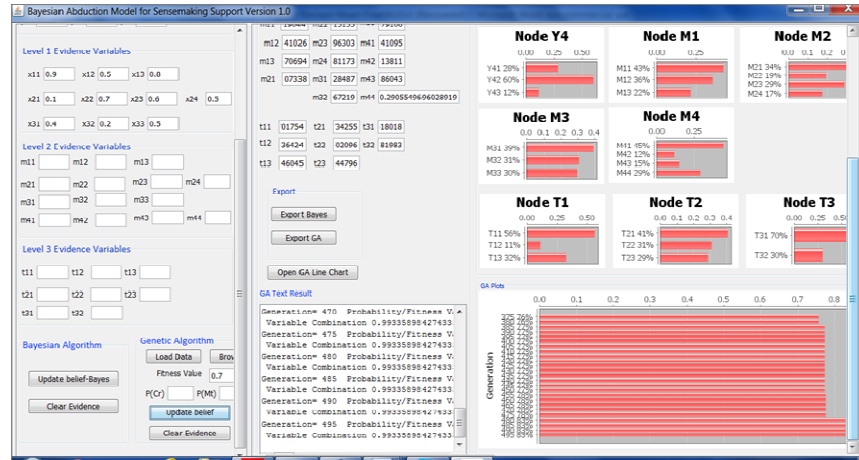 Bayesian Abduction Model for Sensemaking Support Version 1.0
Level 1 Evidence Variables
x11 0.9 x12 0.5 x13 0.8
x21 0.1 x22 0.7 x23 0.6 x24 0.5
x31 0.4 x32 0.2 x33 0.5
Level 2 Evidence Variables
m11 m12 m13
m21 m22 m23 m24
m31 m32 m33
m41 m42 m43 m44
Level 3 Evidence Variables
t11 t12 t13
t21 t22 t23
t31 t32
Bayesian Algorithm
Update belief-Bayes
Clear Evidence
Genetic Algorithm
Load Data Brov
Fitness Value 0.7
P(Cr) P(Mt)
Update belief
Clear Evidence
m12 41026 m23 96303 m41 41095
m13 70694 m24 81173 m42 13811
m21 07338 m31 28487 m43 86043
m32 67219 m44 0.2905549696028919
t11 01754 t21 34255 t31 18018
t12 36424 t22 02096 t32 81983
t13 46045 t23 44796
Export
Export Bayes
Export GA
Open GA Line Chart
GA Text Result
Generation= 470 Probability/Fitness V
Variable Combination 0.99335898427433
Generation= 475 Probability/Fitness V
Variable Combination 0.99335898427433
Generation= 480 Probability/Fitness V
Variable Combination 0.99335898427433
Generation= 485 Probability/Fitness V
Variable Combination 0.99335898427433
Generation= 490 Probability/Fitness V
Variable Combination 0.99335898427433
Generation= 495 Probability/Fitness V
Variable Combination 0.99335898427433
Node Y4
0.00 0.25 0.50
Y41 28%
Y42 60%
Y43 12%
Node M1
0.00 0.25
M11 43%
M12 36%
M13 22%
Node M2
0.0 0.1 0.2
M21 34%
M22 19%
M23 29%
M24 17%
Node M3
0.0 0.1 0.2 0.3 0.4
M31 39%
M32 31%
M33 30%
Node M4
0.00 0.25
M41 45%
M42 12%
M43 15%
M44 29%
Node T1
0.00 0.25 0.50
T11 56%
T12 11%
T13 32%
Node T2
0.0 0.1 0.2 0.3 0.4
T21 41%
T22 31%
T23 29%
Node T3
0.00 0.25 0.5
T31 70%
T32 30%
GA Plots
0.0 0.1 0.2 0.3 0.4 0.5 0.6 0.7 0.8
Generation
375 76%
495 83%